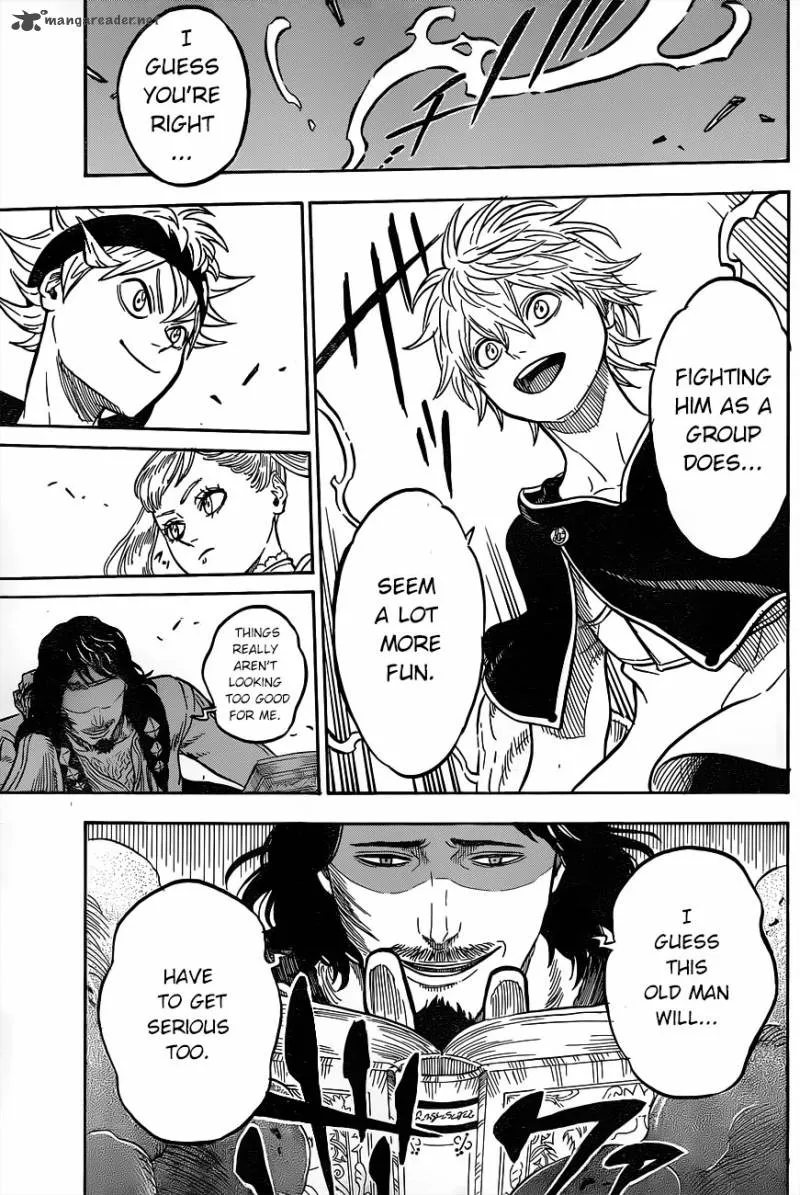 mangareader.net
I
GUESS
YOU'RE
RIGHT
...
FIGHTING
HIM AS A
GROUP
DOES...
SEEM
A LOT
MORE
FUN.
THINGS
REALLY
AREN'T
LOOKING
TOO GOOD
FOR ME.
I
GUESS
THIS
OLD MAN
WILL...
HAVE
TO GET
SERIOUS
TOO.